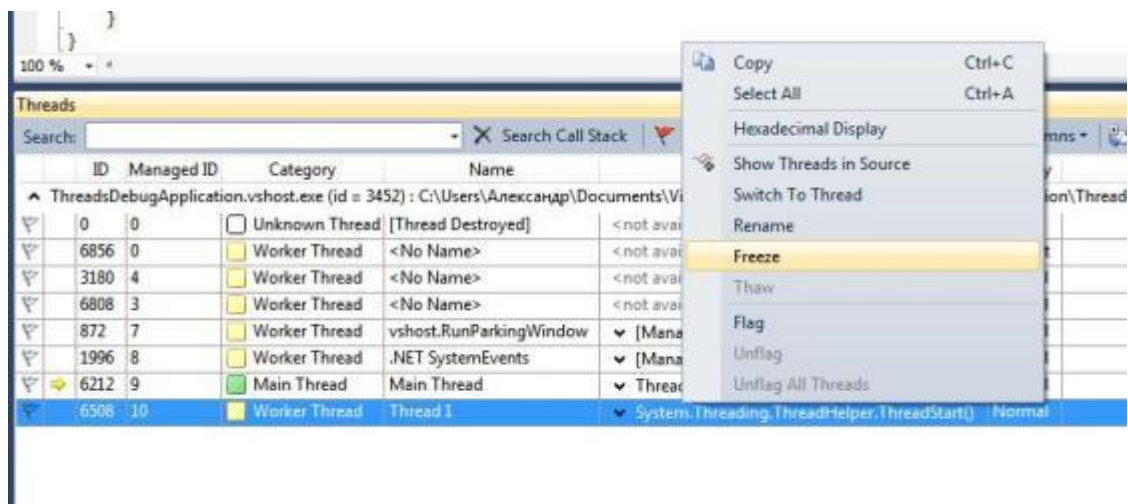 }
}
100 %
Threads
Search:
Search Call Stack
ID Managed ID Category Name
ThreadsDebugApplication.vshost.exe (id = 3452) : C:\Users\Александр\Documents\Vi
ion\Thread
0 0 Unknown Thread [Thread Destroyed] <not avai
6856 0 Worker Thread <No Name> <not avai
3180 4 Worker Thread <No Name> <not avai
6808 3 Worker Thread <No Name> <not avai
872 7 Worker Thread vshost.RunParkingWindow [Mana
1996 8 Worker Thread .NET SystemEvents [Mana
6212 9 Main Thread Main Thread Threac
6508 10 Worker Thread Thread 1 System.Threading.ThreadHelper.ThreadStart() Normal
Copy Ctrl+C
Select All Ctrl+A
Hexadecimal Display
Show Threads in Source
Switch To Thread
Rename
Freeze
Thaw
Flag
Unflag
Unflag All Threads
mns